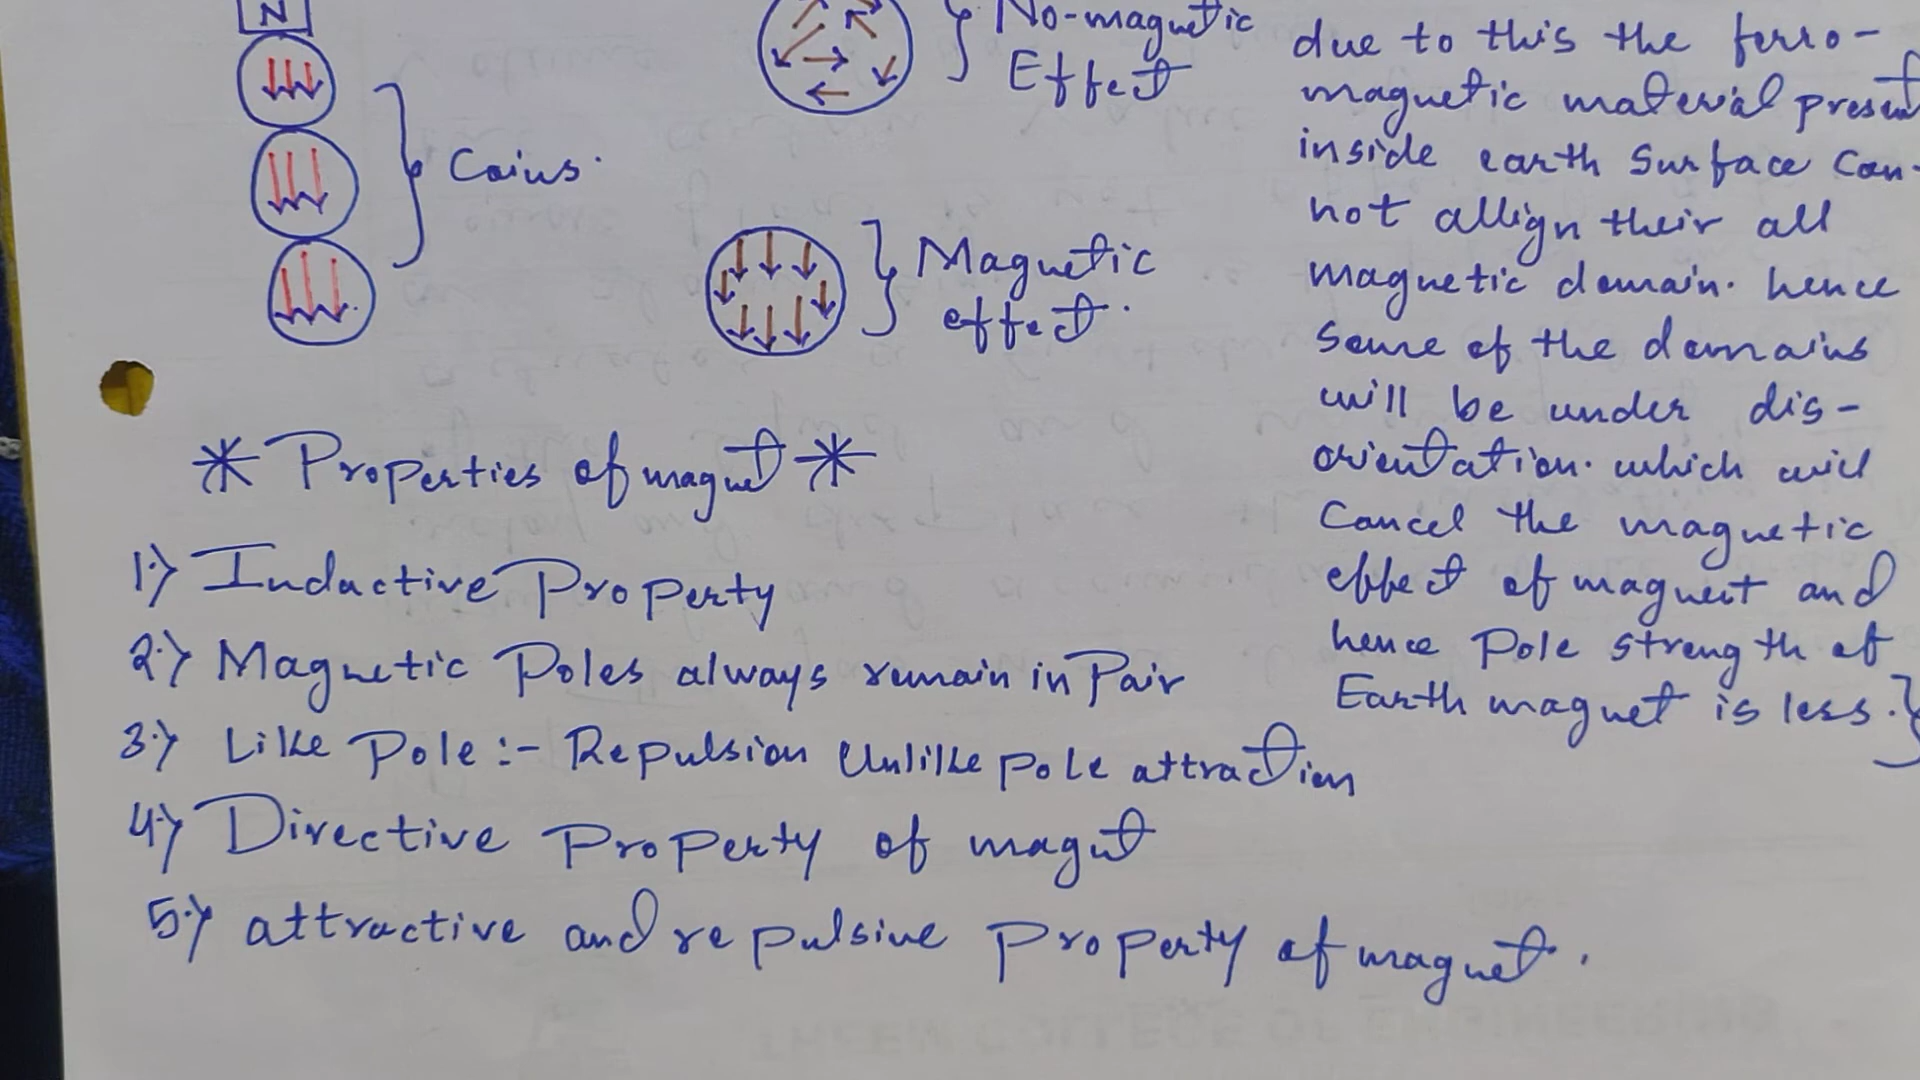 N
Coins.
No-magnetic
Effect
Magnetic
effect.
due to this the ferro-
magnetic material present
inside earth Surface Can-
not allign their all
magnetic domain. hence
some of the domains
will be under dis-
orientation. which will
Cancel the magnetic
effect of magnet and
hence Pole strength of
Earth magnet is less.}
* Properties of magnet *
1.) Inductive Property
2.) Magnetic Poles always remain in Pair
3.) Like Pole :- Repulsion Unlike pole attraction
4.) Directive Property of magnt
5.) attractive and repulsive Property of magnet.